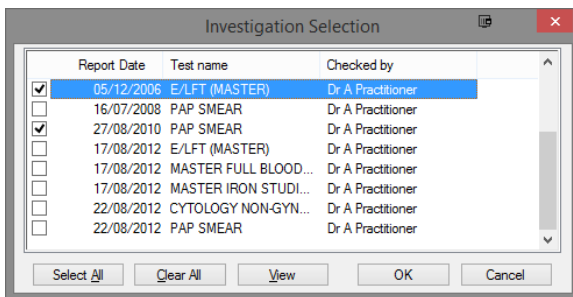 Investigation Selection
Report Date Test name Checked by
05/12/2006 E/LFT (MASTER) Dr A Practitioner
16/07/2008 PAP SMEAR Dr A Practitioner
27/08/2010 PAP SMEAR Dr A Practitioner
17/08/2012 E/LFT (MASTER) Dr A Practitioner
17/08/2012 MASTER FULL BLOOD... Dr A Practitioner
17/08/2012 MASTER IRON STUDI... Dr A Practitioner
22/08/2012 CYTOLOGY NON-GYN... Dr A Practitioner
22/08/2012 PAP SMEAR Dr A Practitioner
Select All Clear All View OK Cancel